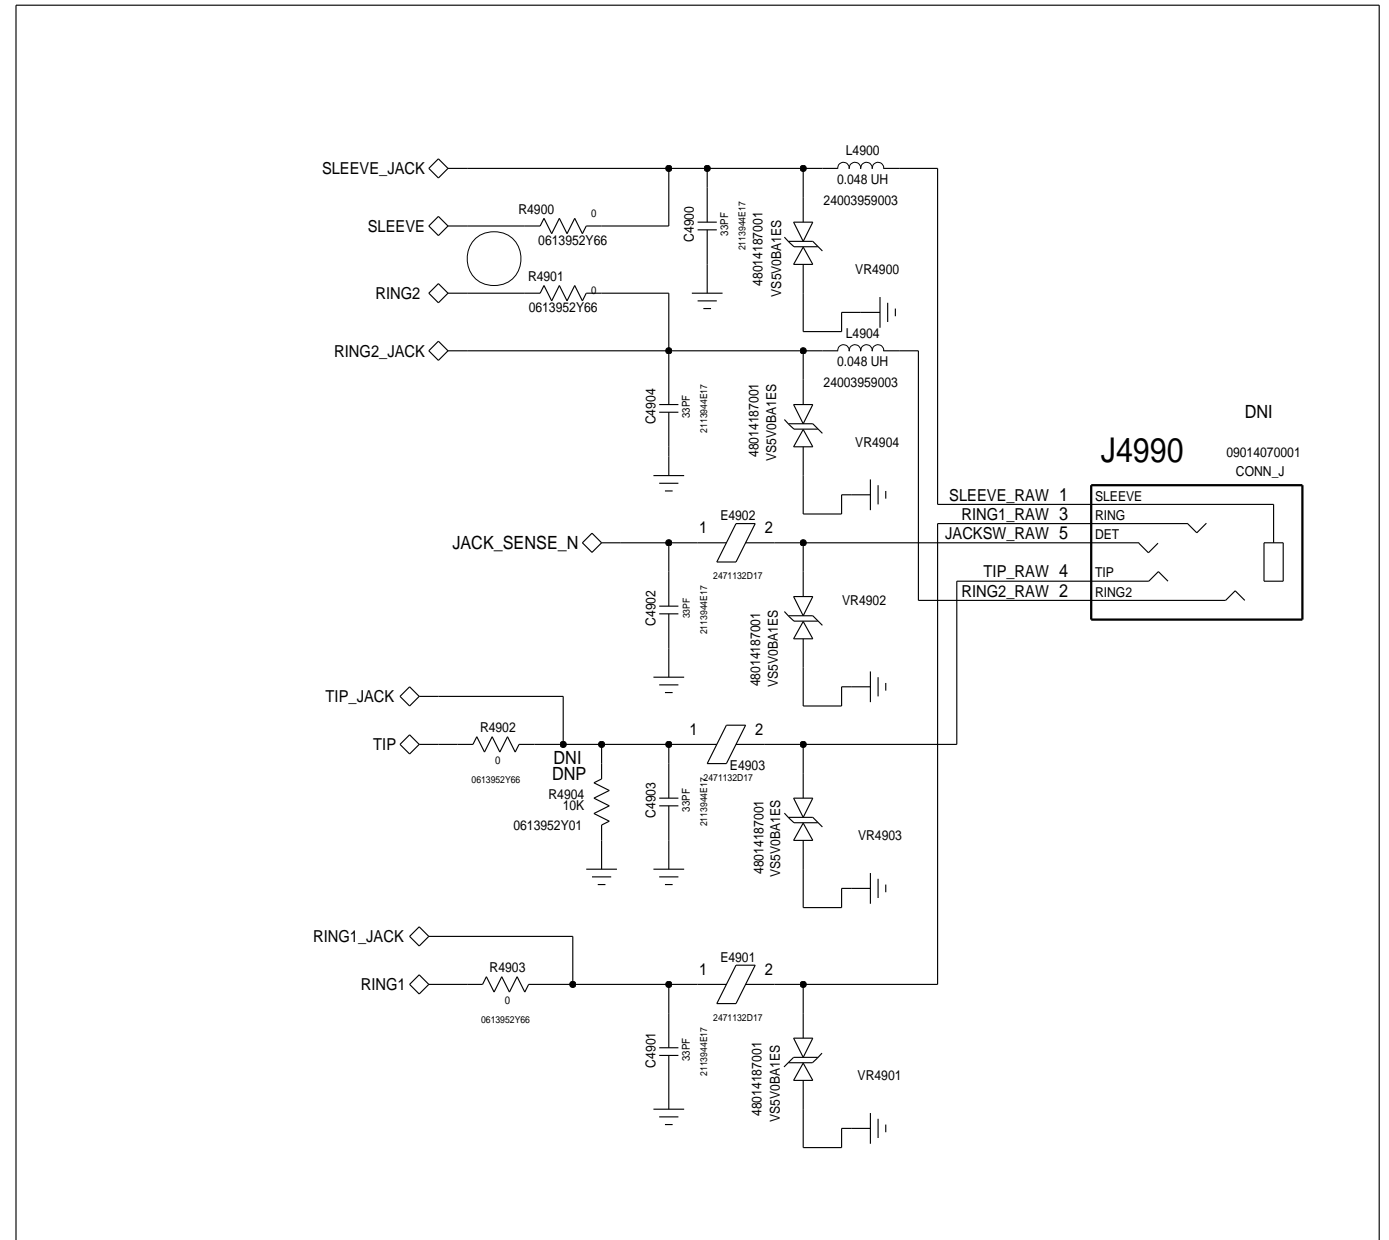 L4900
SLEEVE_JACK
0.048 UH
24003959003
R4900
0
SLEEVE
0613952Y66
C4900
33PF
2113944E17
48014187001
VS5V0BA1ES
VR4900
R4901
0
RING2
0613952Y66
L4904
RING2_JACK
0.048 UH
24003959003
C4904
33PF
2113944E17
48014187001
VS5V0BA1ES
VR4904
DNI
J4990
09014070001
CONN_J
SLEEVE_RAW 1 SLEEVE
RING1_RAW 3 RING
JACKSW_RAW 5 DET
TIP_RAW 4 TIP
RING2_RAW 2 RING2
E4902
1 2
JACK_SENSE_N
2471132D17
C4902
33PF
2113944E17
48014187001
VS5V0BA1ES
VR4902
TIP_JACK
R4902
TIP
0
0613952Y66
DNI
DNP
R4904
10K
0613952Y01
1 2
E4903
2471132D17
C4903
33PF
2113944E17
48014187001
VS5V0BA1ES
VR4903
RING1_JACK
R4903
RING1
0
0613952Y66
E4901
1 2
2471132D17
C4901
33PF
2113944E17
48014187001
VS5V0BA1ES
VR4901